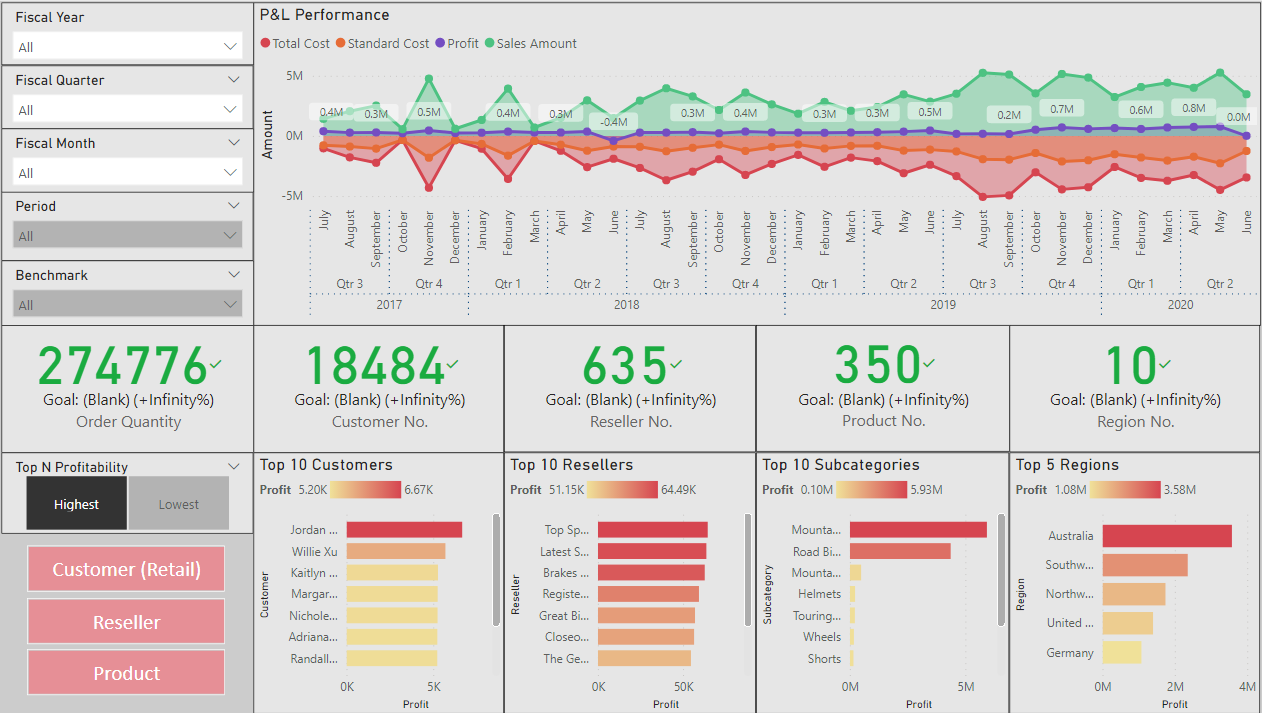 Fiscal Year
All
Fiscal Quarter
All
Fiscal Month
All
Period
All
Benchmark
All
P&L Performance
Total Cost Standard Cost Profit Sales Amount
Amount
5M
0M
-5M
0.4M 0.3M 0.5M 0.4M 0.3M -0.4M 0.3M 0.4M 0.3M 0.3M 0.5M 0.2M 0.7M 0.6M 0.8M 0.0M
July August September October November December January February March April May June July August September October November December January February March April May June July August September October November December January February March April May June
Qtr 3 Qtr 4 Qtr 1 Qtr 2 Qtr 3 Qtr 4 Qtr 1 Qtr 2 Qtr 3 Qtr 4 Qtr 1 Qtr 2
2017 2018 2019 2020
274776
Goal: (Blank) (+Infinity%)
Order Quantity
18484
Goal: (Blank) (+Infinity%)
Customer No.
635
Goal: (Blank) (+Infinity%)
Reseller No.
350
Goal: (Blank) (+Infinity%)
Product No.
10
Goal: (Blank) (+Infinity%)
Region No.
Top N Profitability
Highest Lowest
Customer (Retail)
Reseller
Product
Top 10 Customers
Profit 5.20K 6.67K
Customer
Jordan ...
Willie Xu
Kaitlyn ...
Margar...
Nichole...
Adriana...
Randall...
0K 5K
Profit
Top 10 Resellers
Profit 51.15K 64.49K
Reseller
Top Sp...
Latest S...
Brakes ...
Registe...
Great Bi...
Closeo...
The Ge...
0K 50K
Profit
Top 10 Subcategories
Profit 0.10M 5.93M
Subcategory
Mounta...
Road Bi...
Mounta...
Helmets
Touring...
Wheels
Shorts
0M 5M
Profit
Top 5 Regions
Profit 1.08M 3.58M
Region
Australia
Southw...
Northw...
United ...
Germany
0M 2M 4M
Profit